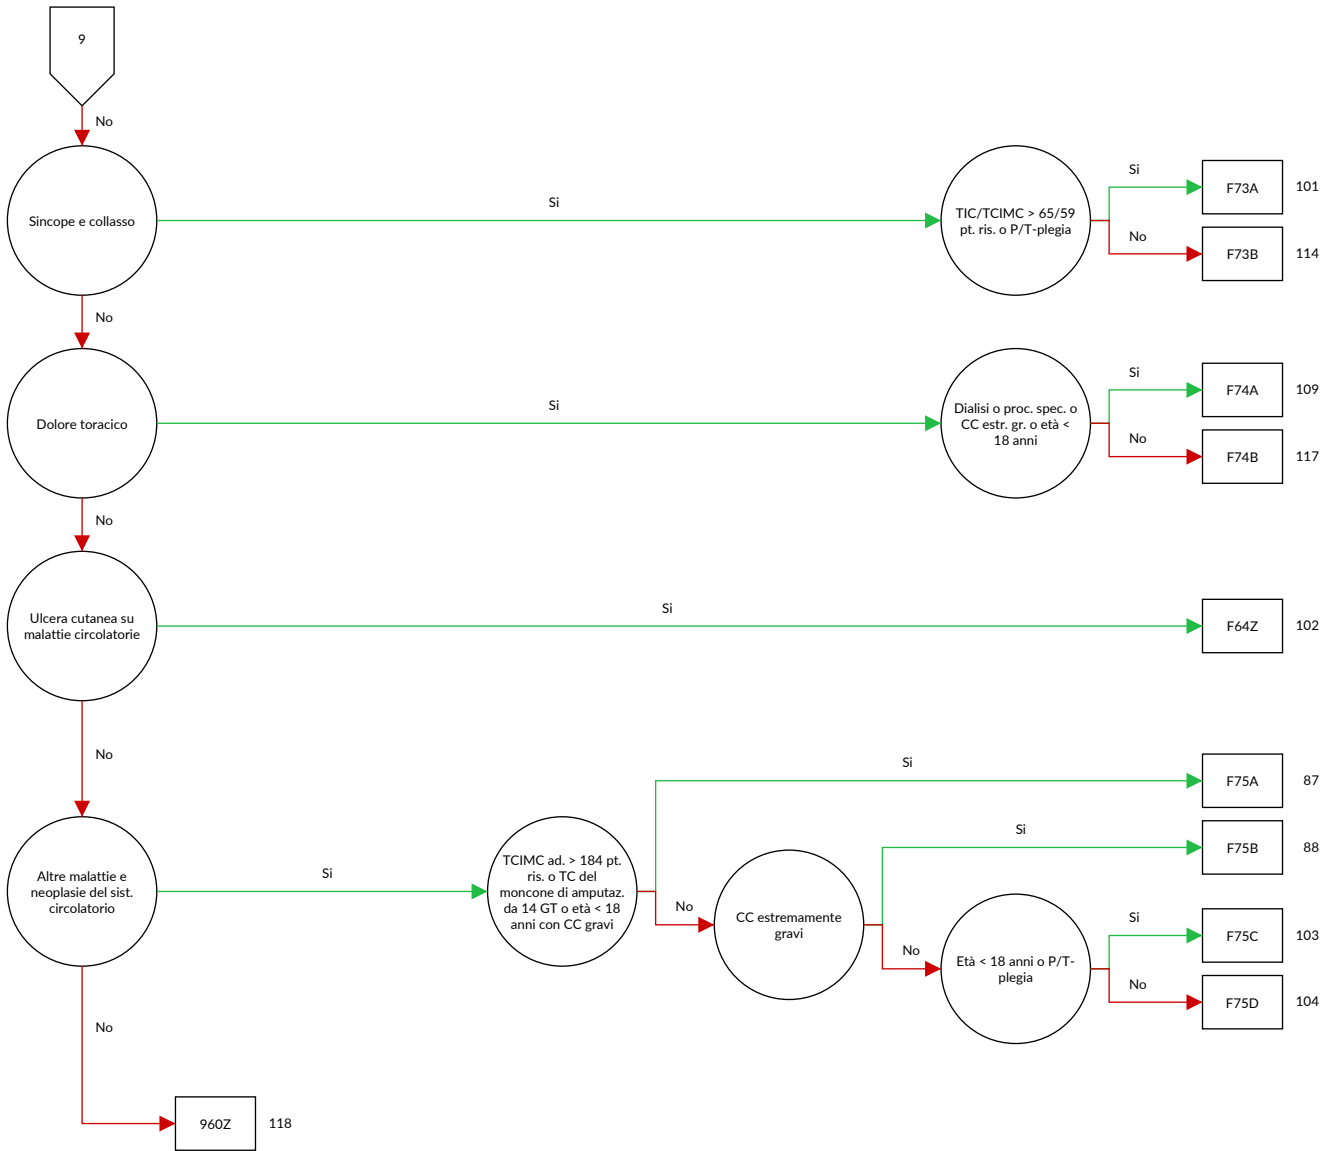 9
No
Sincope e collasso
Si
TIC/TCIMC > 65/59
pt. ris. o P/T-plegia
Si
F73A
101
No
F73B
114
No
Dolore toracico
Si
Dialisi o proc. spec. o
CC estr. gr. o età <
18 anni
Si
F74A
109
No
F74B
117
No
Ulcera cutanea su
malattie circolatorie
Si
F64Z
102
No
Altre malattie e
neoplasie del sist.
circolatorio
Si
TCIMC ad. > 184 pt.
ris. o TC del
moncone di amputaz.
da 14 GT o età < 18
anni con CC gravi
Si
F75A
87
No
CC estremamente
gravi
Si
F75B
88
No
Età < 18 anni o P/T-
plegia
Si
F75C
103
No
F75D
104
No
960Z
118